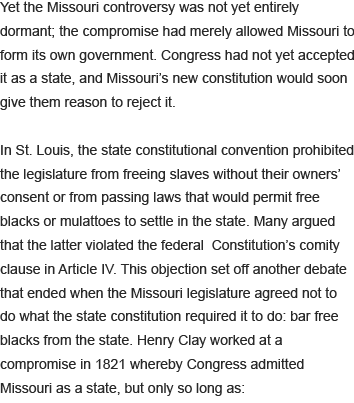 Yet the Missouri controversy was not yet entirely
dormant; the compromise had merely allowed Missouri to
form its own government. Congress had not yet accepted
it as a state, and Missouri’s new constitution would soon
give them reason to reject it.
In St. Louis, the state constitutional convention prohibited
the legislature from freeing slaves without their owners’
consent or from passing laws that would permit free
blacks or mulattoes to settle in the state. Many argued
that the latter violated the federal  Constitution’s comity
clause in Article IV. This objection set off another debate
that ended when the Missouri legislature agreed not to
do what the state constitution required it to do: bar free
blacks from the state. Henry Clay worked at a
compromise in 1821 whereby Congress admitted
Missouri as a state, but only so long as: